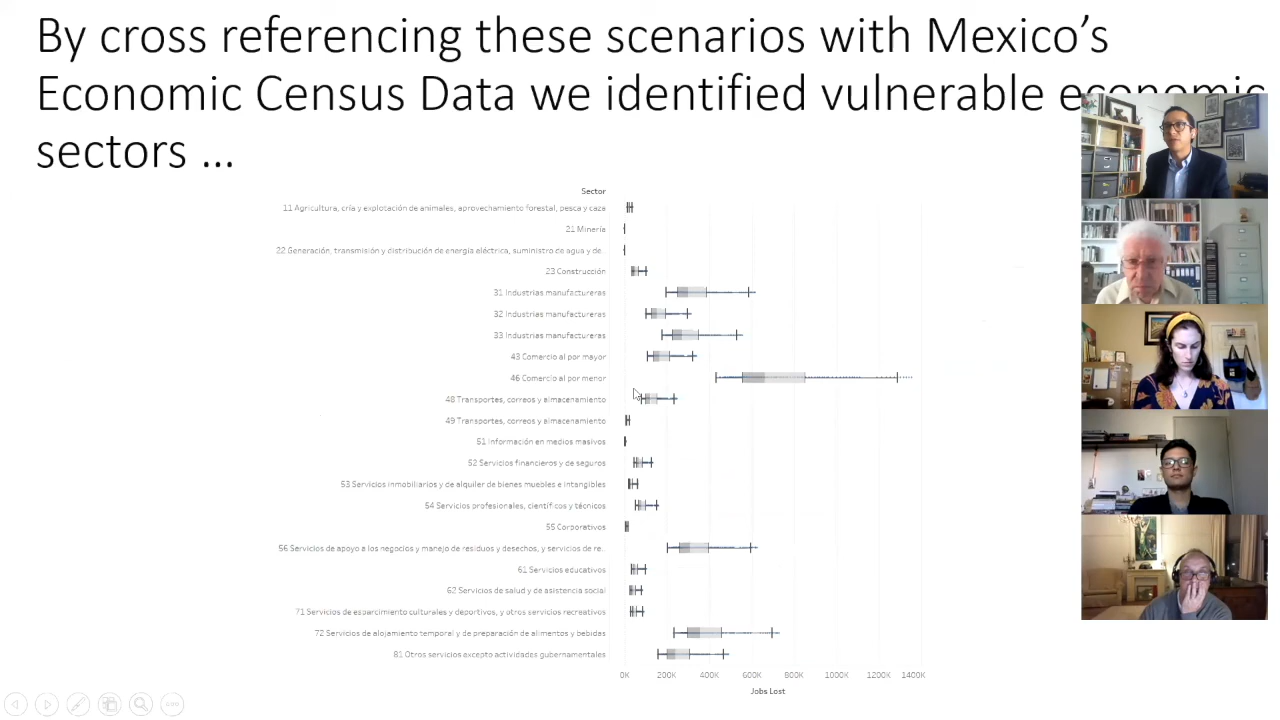 By cross referencing these scenarios with Mexico's
Economic Census Data we identified vulnerable economic
sectors ...
Sector
11 Agricultura, cría y explotación de animales, aprovechamiento forestal, pesca y caza
21 Minería
22 Generación, transmisión y distribución de energía eléctrica, suministro de agua y de..
23 Construcción
31 Industrias manufactureras
32 Industrias manufactureras
33 Industrias manufactureras
43 Comercio al por mayor
46 Comercio al por menor
48 Transportes, correos y almacenamiento
49 Transportes, correos y almacenamiento
51 Información en medios masivos
52 Servicios financieros y de seguros
53 Servicios inmobiliarios y de alquiler de bienes muebles e intangibles
54 Servicios profesionales, científicos y técnicos
55 Corporativos
56 Servicios de apoyo a los negocios y manejo de residuos y desechos, y servicios de re..
61 Servicios educativos
62 Servicios de salud y de asistencia social
71 Servicios de esparcimiento culturales y deportivos, y otros servicios recreativos
72 Servicios de alojamiento temporal y de preparación de alimentos y bebidas
81 Otros servicios excepto actividades gubernamentales
0K 200K 400K 600K 800K 1000K 1200K 1400K
Jobs Lost